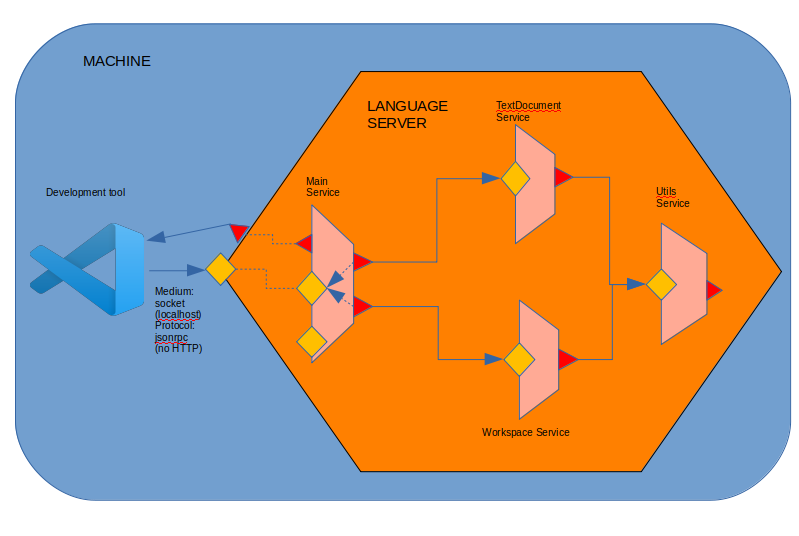 MACHINE
LANGUAGE
SERVER
TextDocument
Service
Main
Service
Development tool
Utils
Service
Medium:
socket
(localhost)
Protocol:
jsonrpc
(no HTTP)
Workspace Service